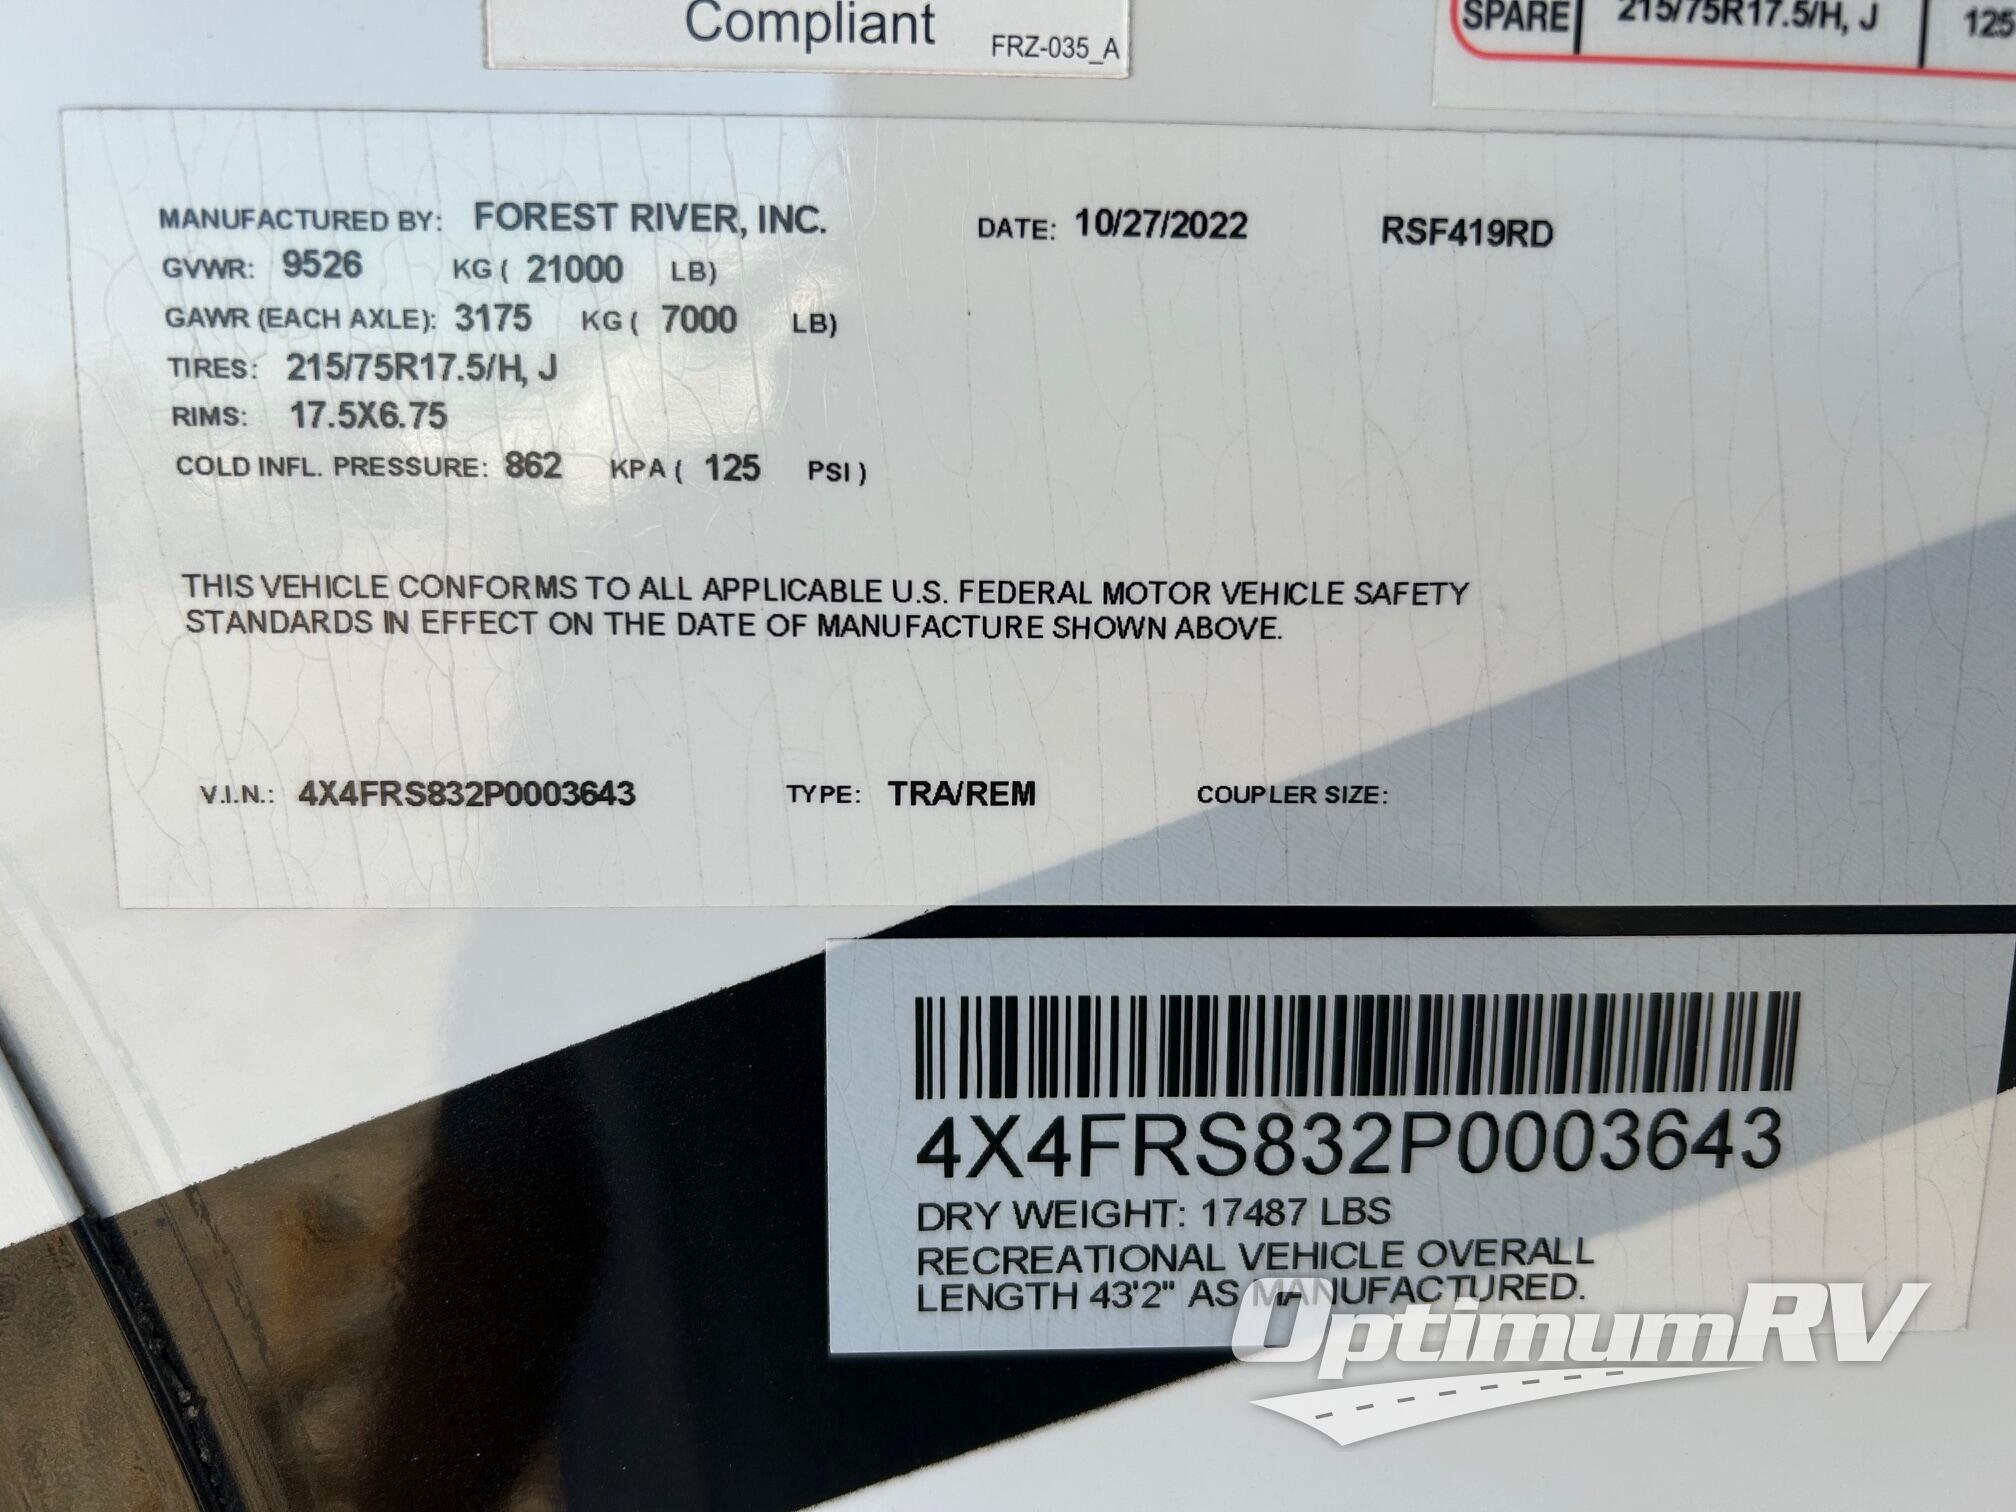 Compliant FRZ-035_A
SPARE 215/75R17.5/H, J 125
MANUFACTURED BY: FOREST RIVER, INC. DATE: 10/27/2022 RSF419RD
GVWR: 9526 KG ( 21000 LB)
GAWR (EACH AXLE): 3175 KG ( 7000 LB)
TIRES: 215/75R17.5/H, J
RIMS: 17.5X6.75
COLD INFL. PRESSURE: 862 KPA ( 125 PSI )
THIS VEHICLE CONFORMS TO ALL APPLICABLE U.S. FEDERAL MOTOR VEHICLE SAFETY
STANDARDS IN EFFECT ON THE DATE OF MANUFACTURE SHOWN ABOVE.
V.I.N.: 4X4FRS832P0003643 TYPE: TRA/REM COUPLER SIZE:
4X4FRS832P0003643
DRY WEIGHT: 17487 LBS
RECREATIONAL VEHICLE OVERALL
LENGTH 43'2" AS MANUFACTURED.
OptimumRV